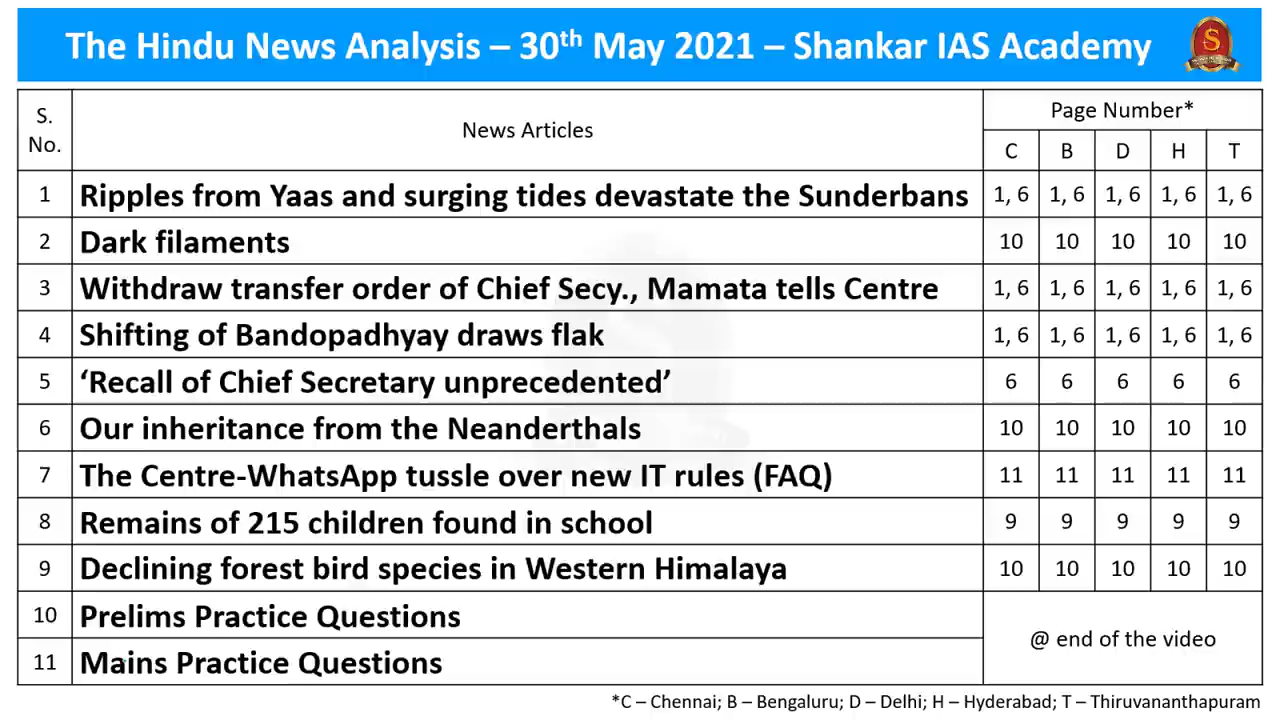 The Hindu News Analysis – 30th May 2021 – Shankar IAS Academy
S. No. News Articles Page Number*
C B D H T
1 Ripples from Yaas and surging tides devastate the Sunderbans 1, 6 1, 6 1, 6 1, 6 1, 6
2 Dark filaments 10 10 10 10 10
3 Withdraw transfer order of Chief Secy., Mamata tells Centre 1, 6 1, 6 1, 6 1, 6 1, 6
4 Shifting of Bandopadhyay draws flak 1, 6 1, 6 1, 6 1, 6 1, 6
5 ‘Recall of Chief Secretary unprecedented’ 6 6 6 6 6
6 Our inheritance from the Neanderthals 10 10 10 10 10
7 The Centre-WhatsApp tussle over new IT rules (FAQ) 11 11 11 11 11
8 Remains of 215 children found in school 9 9 9 9 9
9 Declining forest bird species in Western Himalaya 10 10 10 10 10
10 Prelims Practice Questions
@ end of the video
11 Mains Practice Questions
*C – Chennai; B – Bengaluru; D – Delhi; H – Hyderabad; T – Thiruvananthapuram